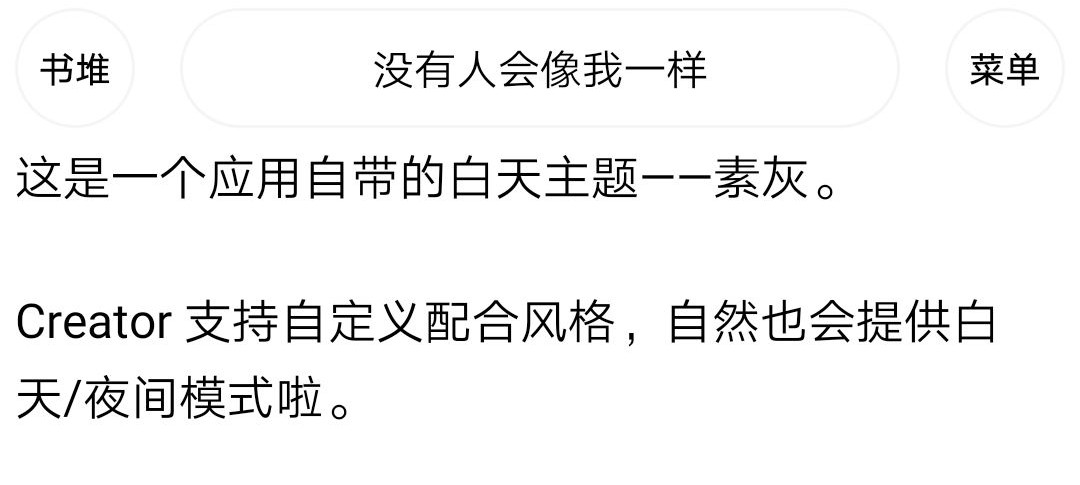 书堆
没有人会像我一样
菜单
这是一个应用自带的白天主题——素灰。
Creator 支持自定义配合风格，自然也会提供白
天/夜间模式啦。